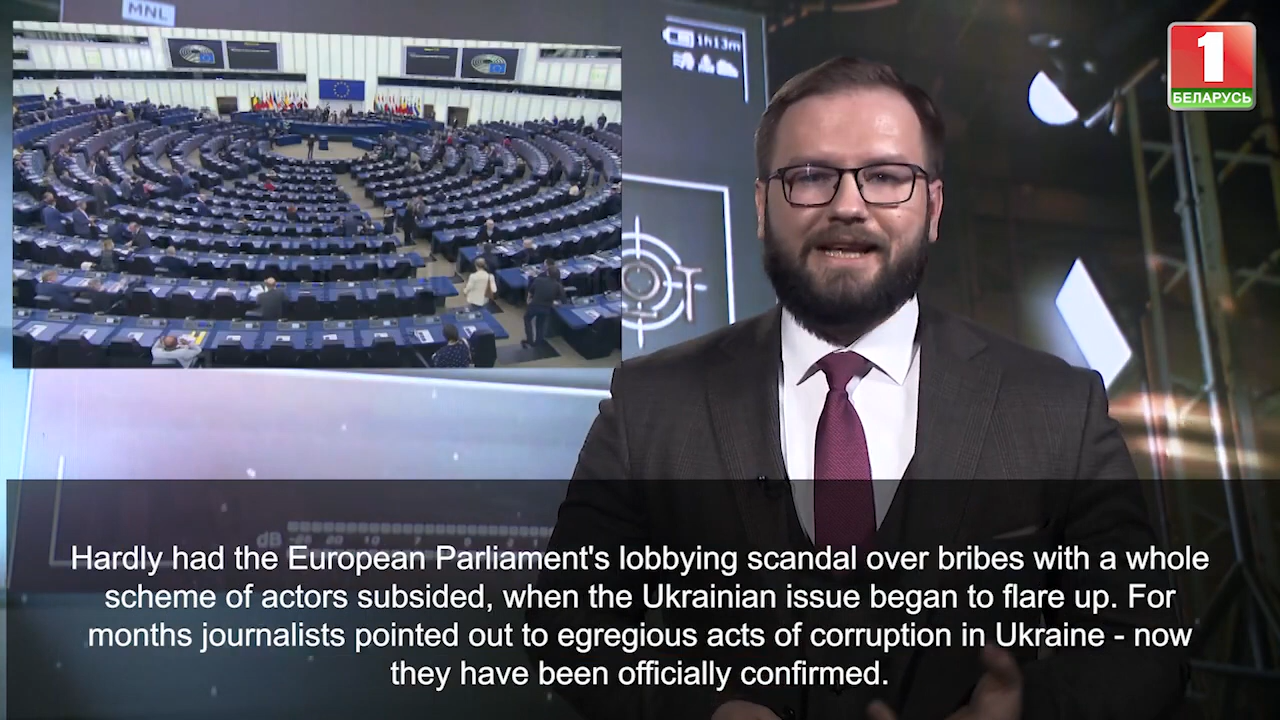 MNL
1h13m
1
БЕЛАРУСЬ
dB
Hardly had the European Parliament's lobbying scandal over bribes with a whole
scheme of actors subsided, when the Ukrainian issue began to flare up. For
months journalists pointed out to egregious acts of corruption in Ukraine - now
they have been officially confirmed.